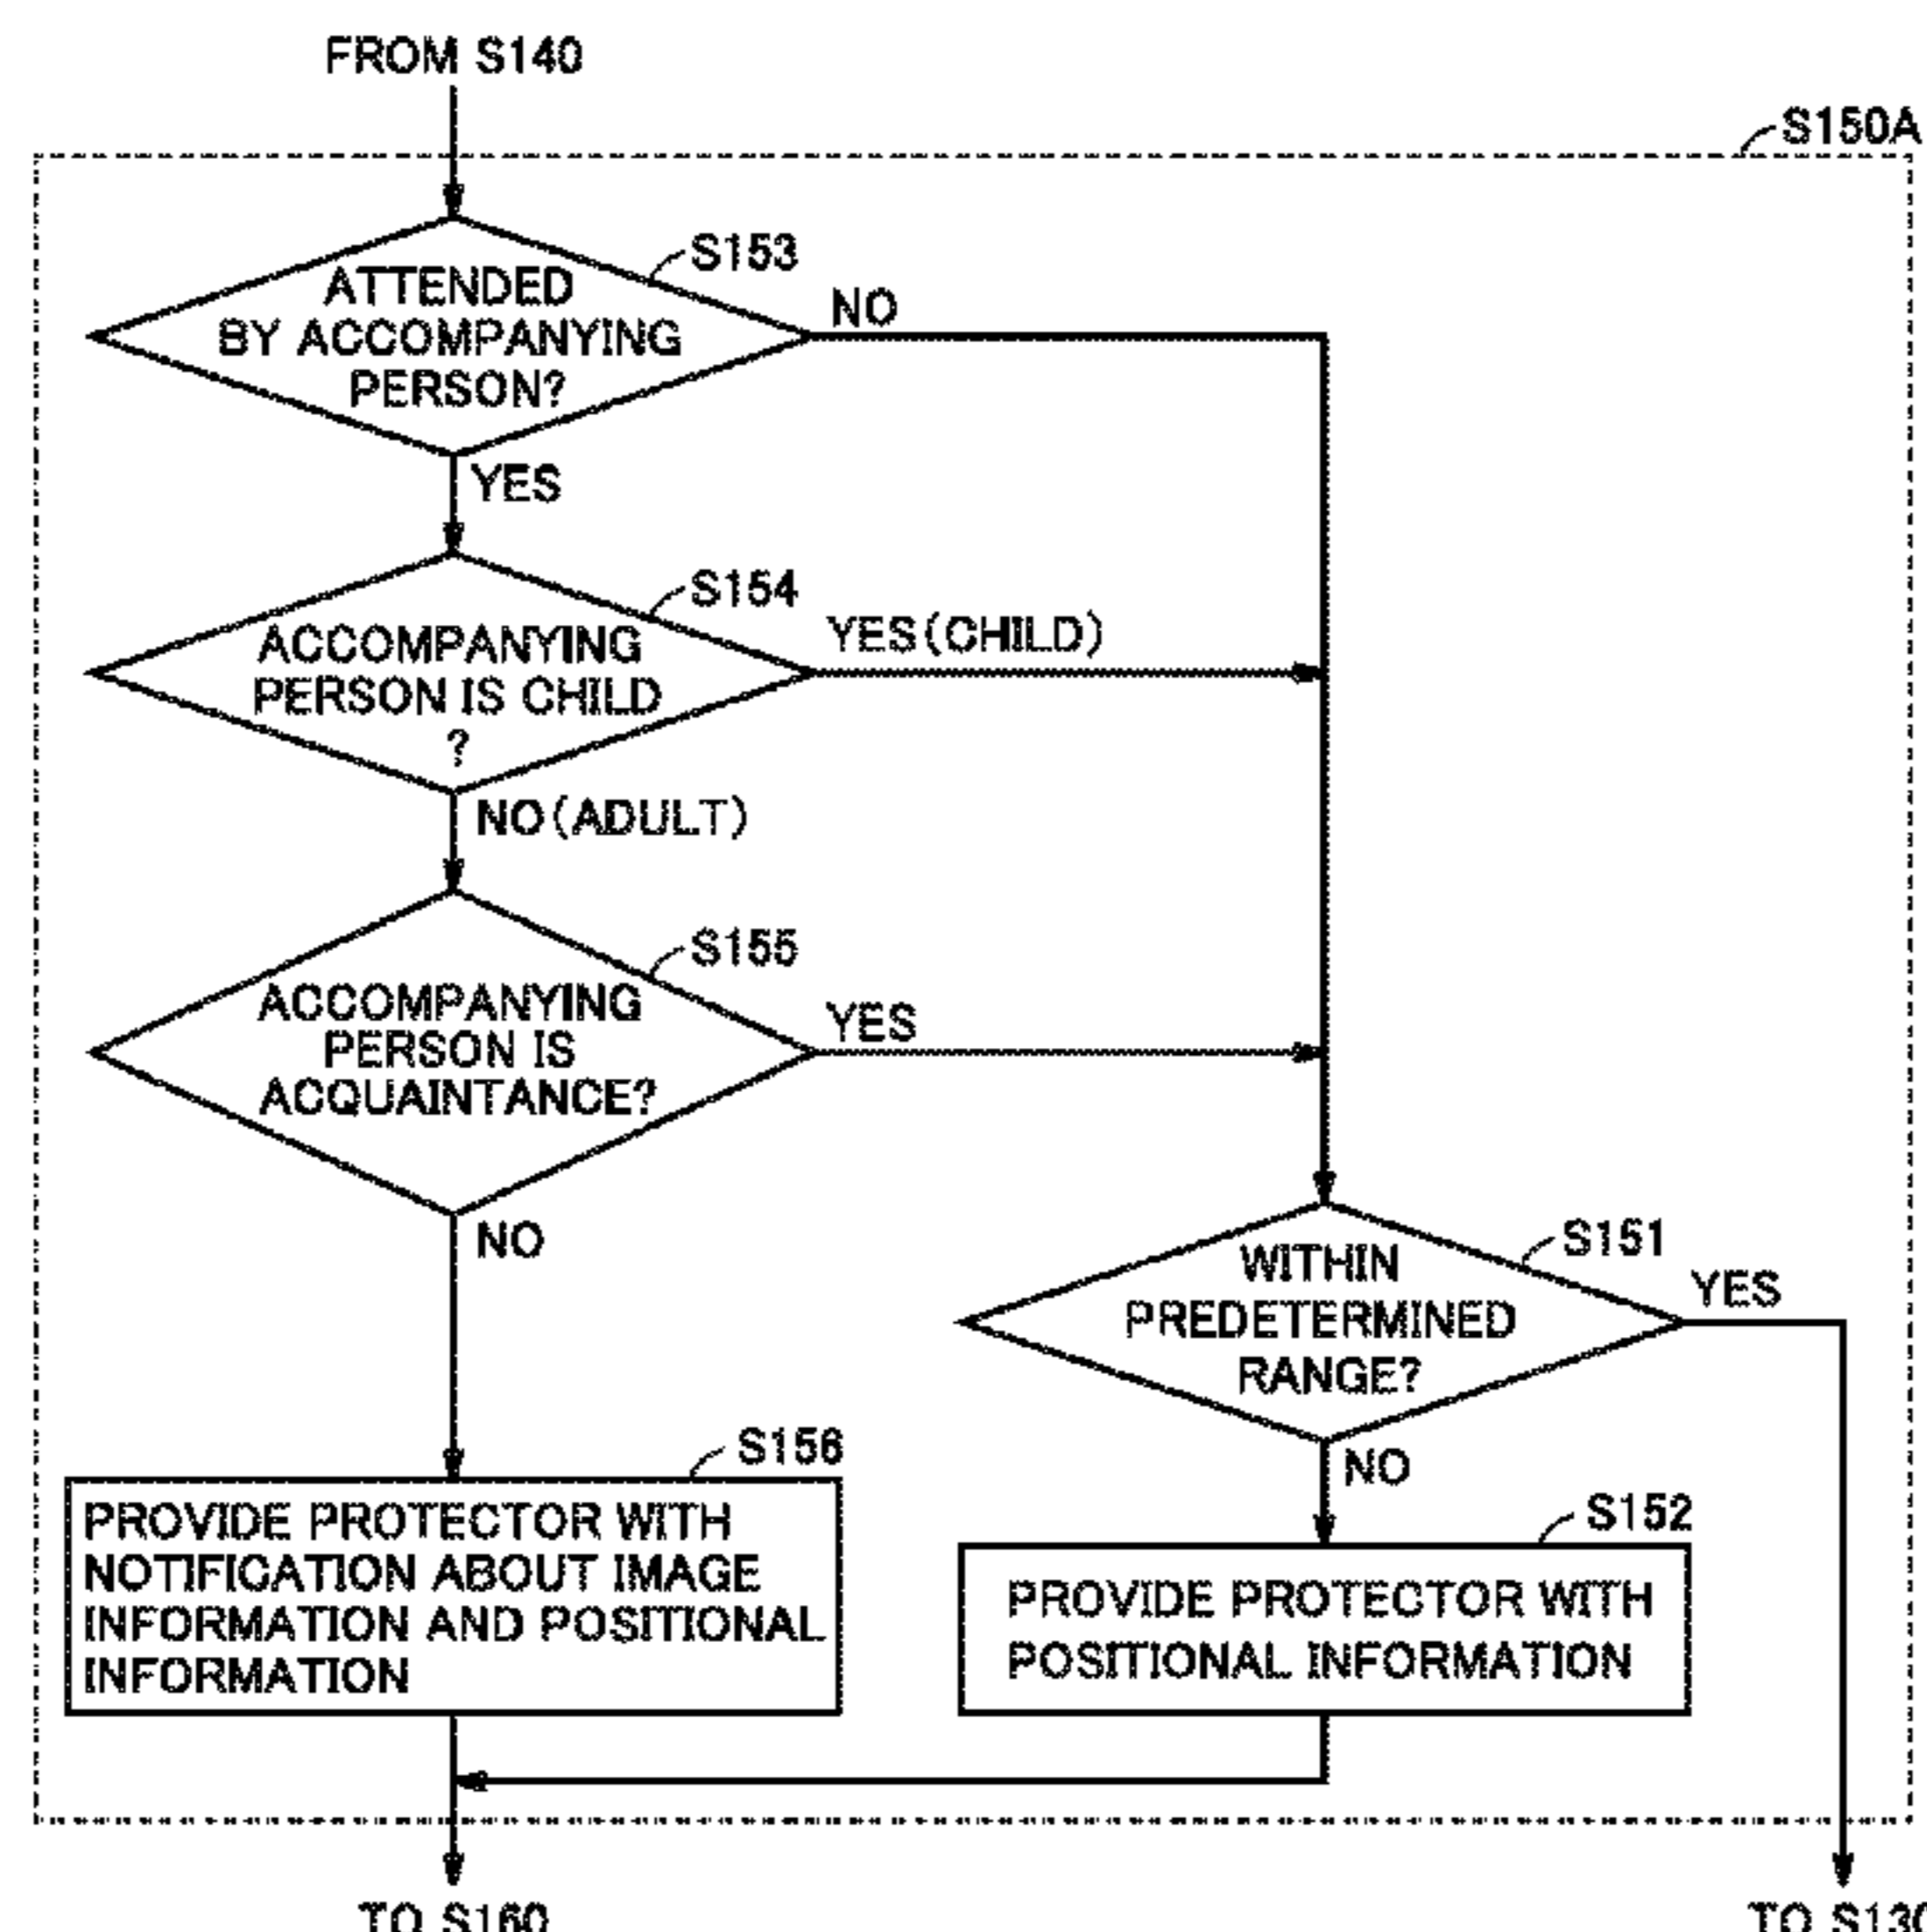 FROM S140
S150A
S153
ATTENDED
BY ACCOMPANYING
PERSON?
NO
YES
S154
ACCOMPANYING
PERSON IS CHILD
?
YES(CHILD)
NO(ADULT)
S155
ACCOMPANYING
PERSON IS
ACQUAINTANCE?
YES
NO
S151
WITHIN
PREDETERMINED
RANGE?
YES
NO
S156
PROVIDE PROTECTOR WITH
NOTIFICATION ABOUT IMAGE
INFORMATION AND POSITIONAL
INFORMATION
S152
PROVIDE PROTECTOR WITH
POSITIONAL INFORMATION
TO S160
TO S130